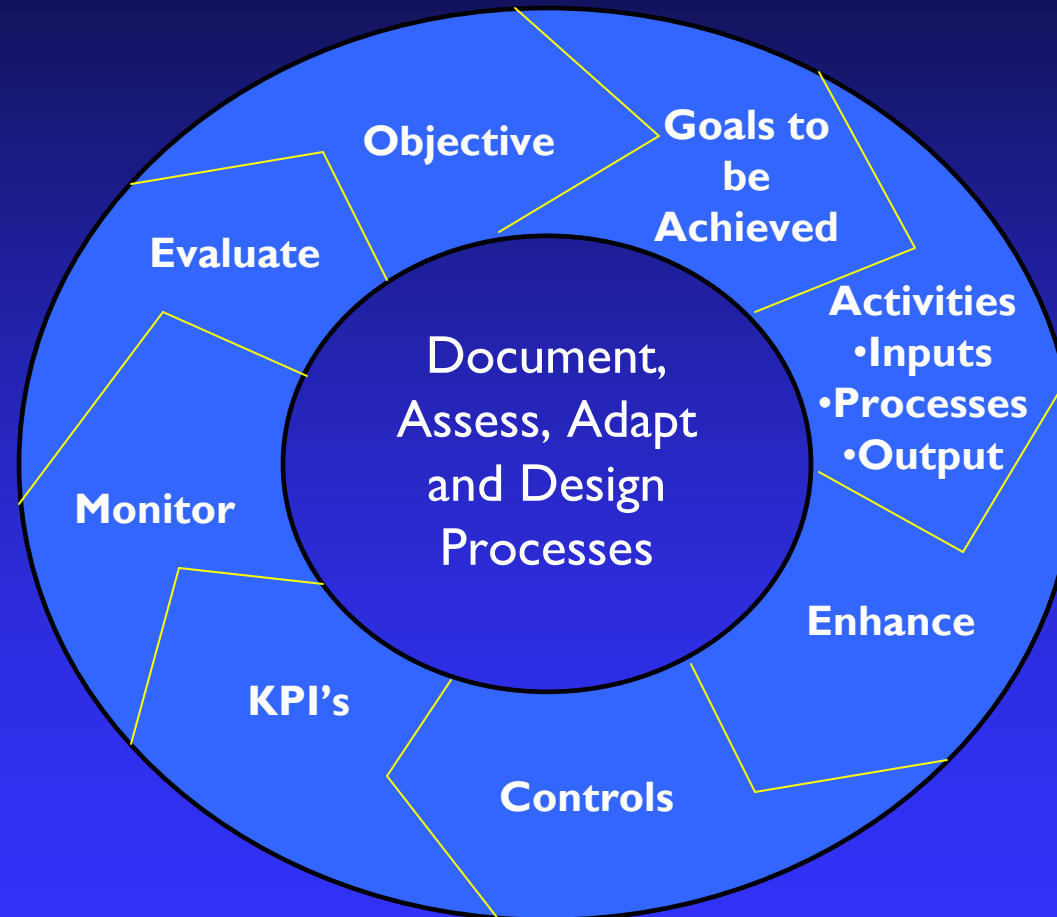 Objective
Goals to
be
Achieved
Activities
•Inputs
•Processes
•Output
Enhance
Controls
KPI’s
Monitor
Evaluate
Document,
Assess, Adapt
and Design
Processes